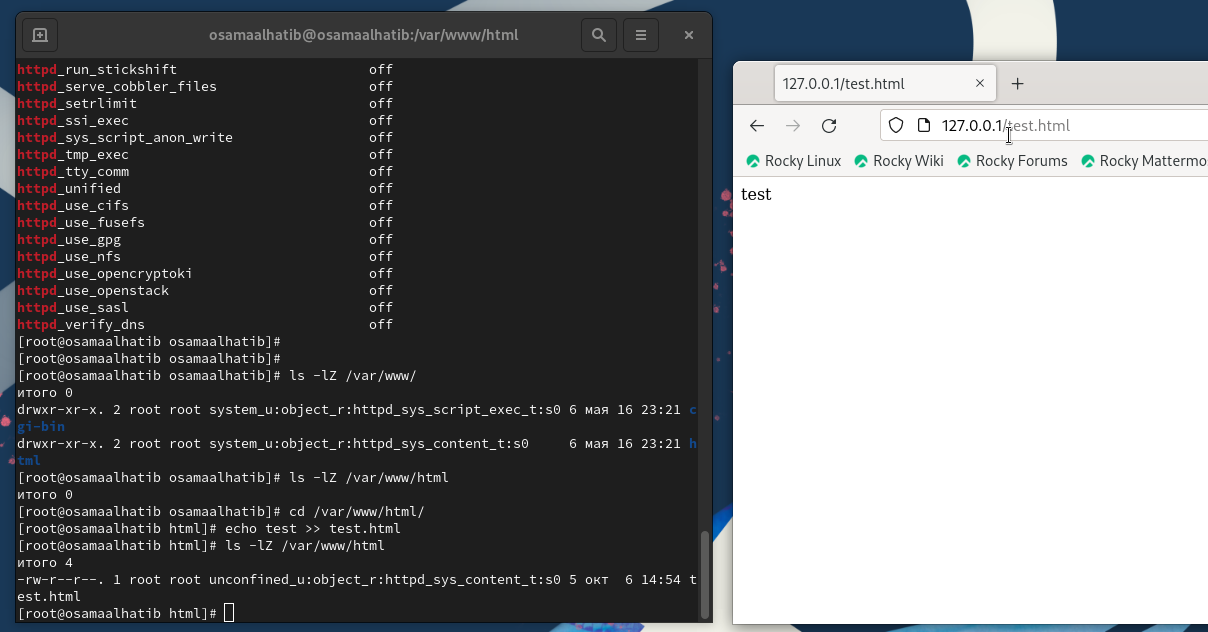 osamaalhatib@osamaalhatib:/var/www/html
httpd_run_stickshift off
httpd_serve_cobbler_files off
httpd_setrlimit off
httpd_ssi_exec off
httpd_sys_script_anon_write off
httpd_tmp_exec off
httpd_tty_comm off
httpd_unified off
httpd_use_cifs off
httpd_use_fusefs off
httpd_use_gpg off
httpd_use_nfs off
httpd_use_opencryptoki off
httpd_use_openstack off
httpd_use_sasl off
httpd_verify_dns off
[root@osamaalhatib osamaalhatib]#
[root@osamaalhatib osamaalhatib]#
[root@osamaalhatib osamaalhatib]# ls -lZ /var/www/
итого 0
drwxr-xr-x. 2 root root system_u:object_r:httpd_sys_script_exec_t:s0 6 мая 16 23:21 c
gi-bin
drwxr-xr-x. 2 root root system_u:object_r:httpd_sys_content_t:s0 6 мая 16 23:21 h
tml
[root@osamaalhatib osamaalhatib]# ls -lZ /var/www/html
итого 0
[root@osamaalhatib osamaalhatib]# cd /var/www/html/
[root@osamaalhatib html]# echo test >> test.html
[root@osamaalhatib html]# ls -lZ /var/www/html
итого 4
-rw-r--r--. 1 root root unconfined_u:object_r:httpd_sys_content_t:s0 5 окт 6 14:54 t
est.html
[root@osamaalhatib html]#
127.0.0.1/test.html
127.0.0.1/test.html
Rocky Linux Rocky Wiki Rocky Forums Rocky Mattermo
test